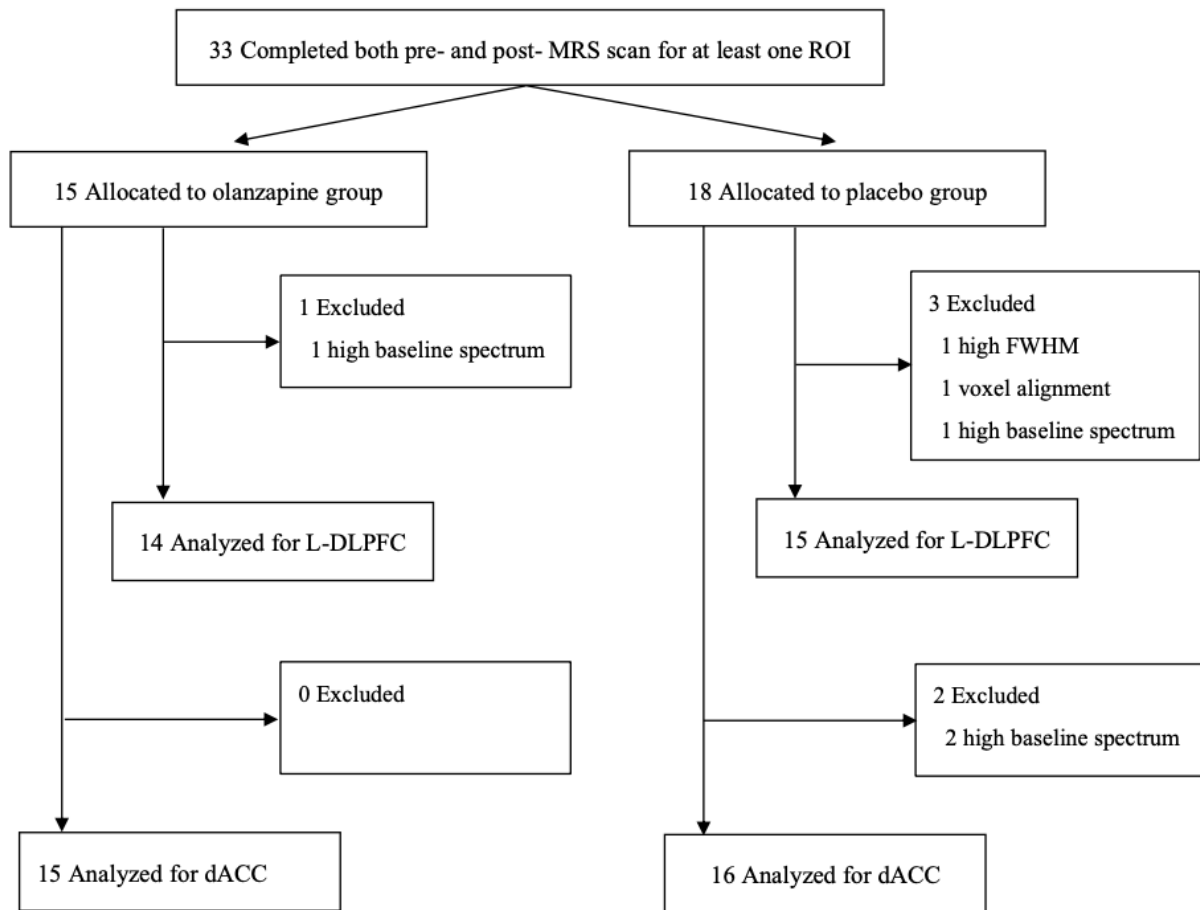 33 Completed both pre- and post- MRS scan for at least one ROI
15 Allocated to olanzapine group
18 Allocated to placebo group
1 Excluded
1 high baseline spectrum
3 Excluded
1 high FWHM
1 voxel alignment
1 high baseline spectrum
14 Analyzed for L-DLPFC
15 Analyzed for L-DLPFC
0 Excluded
2 Excluded
2 high baseline spectrum
15 Analyzed for dACC
16 Analyzed for dACC